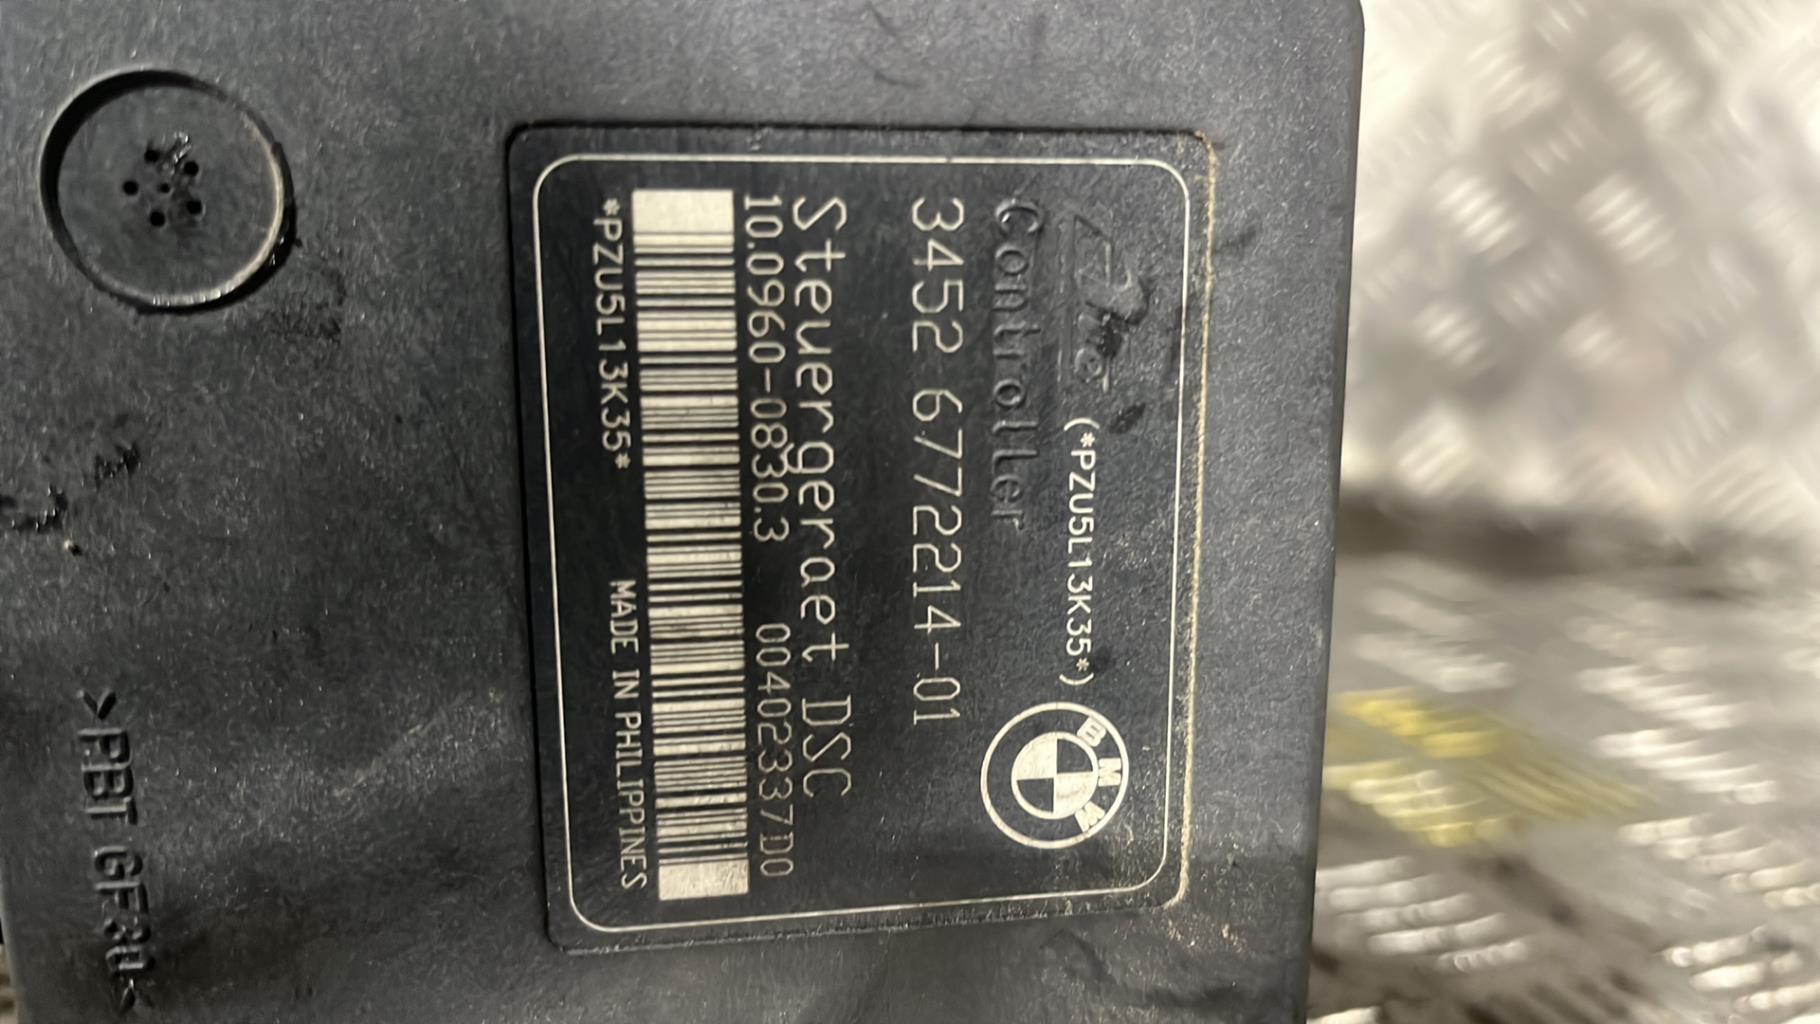 Ate (*PZU5L13K35*)
BMW
Controller
3452 6772214-01
Steuergeraet DSC
10.0960-0830.3 00402337D0
*PZU5L13K35* MADE IN PHILIPPINES
>PBT GF30<